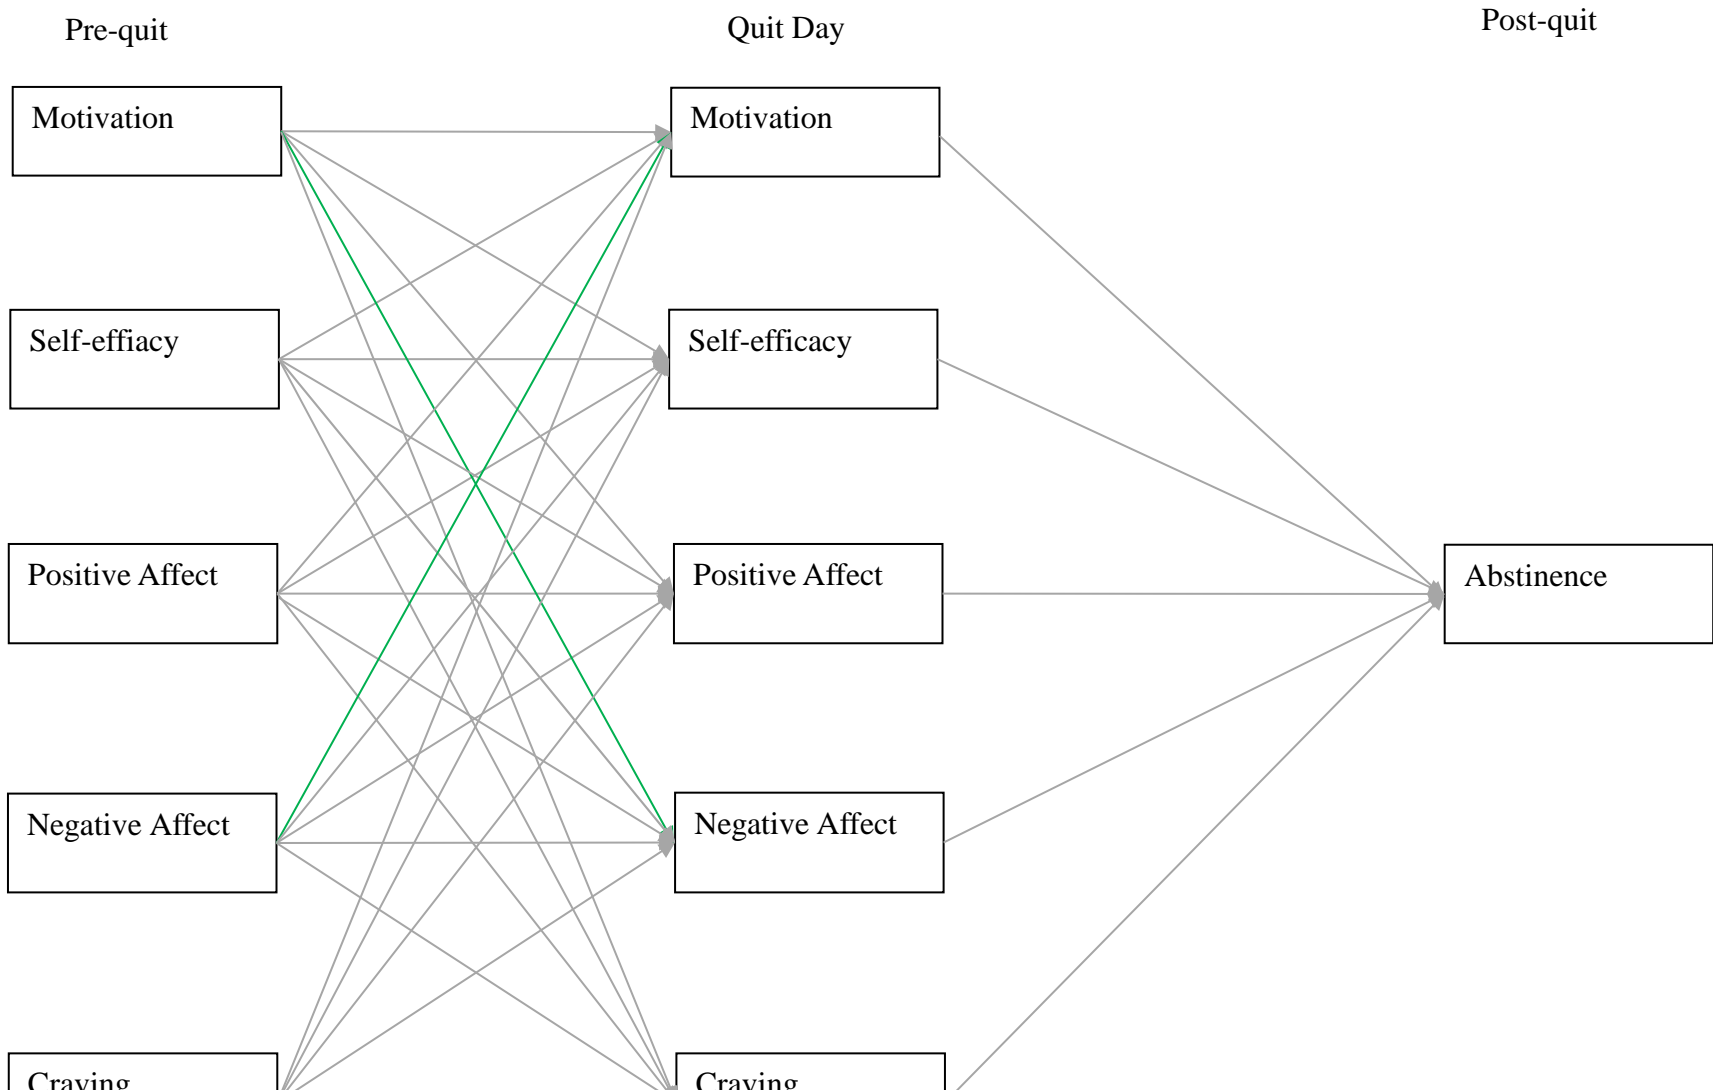 Pre-quit
Quit Day
Post-quit
Motivation
Motivation
Self-effiacy
Self-efficacy
Positive Affect
Positive Affect
Abstinence
Negative Affect
Negative Affect
Craving
Craving